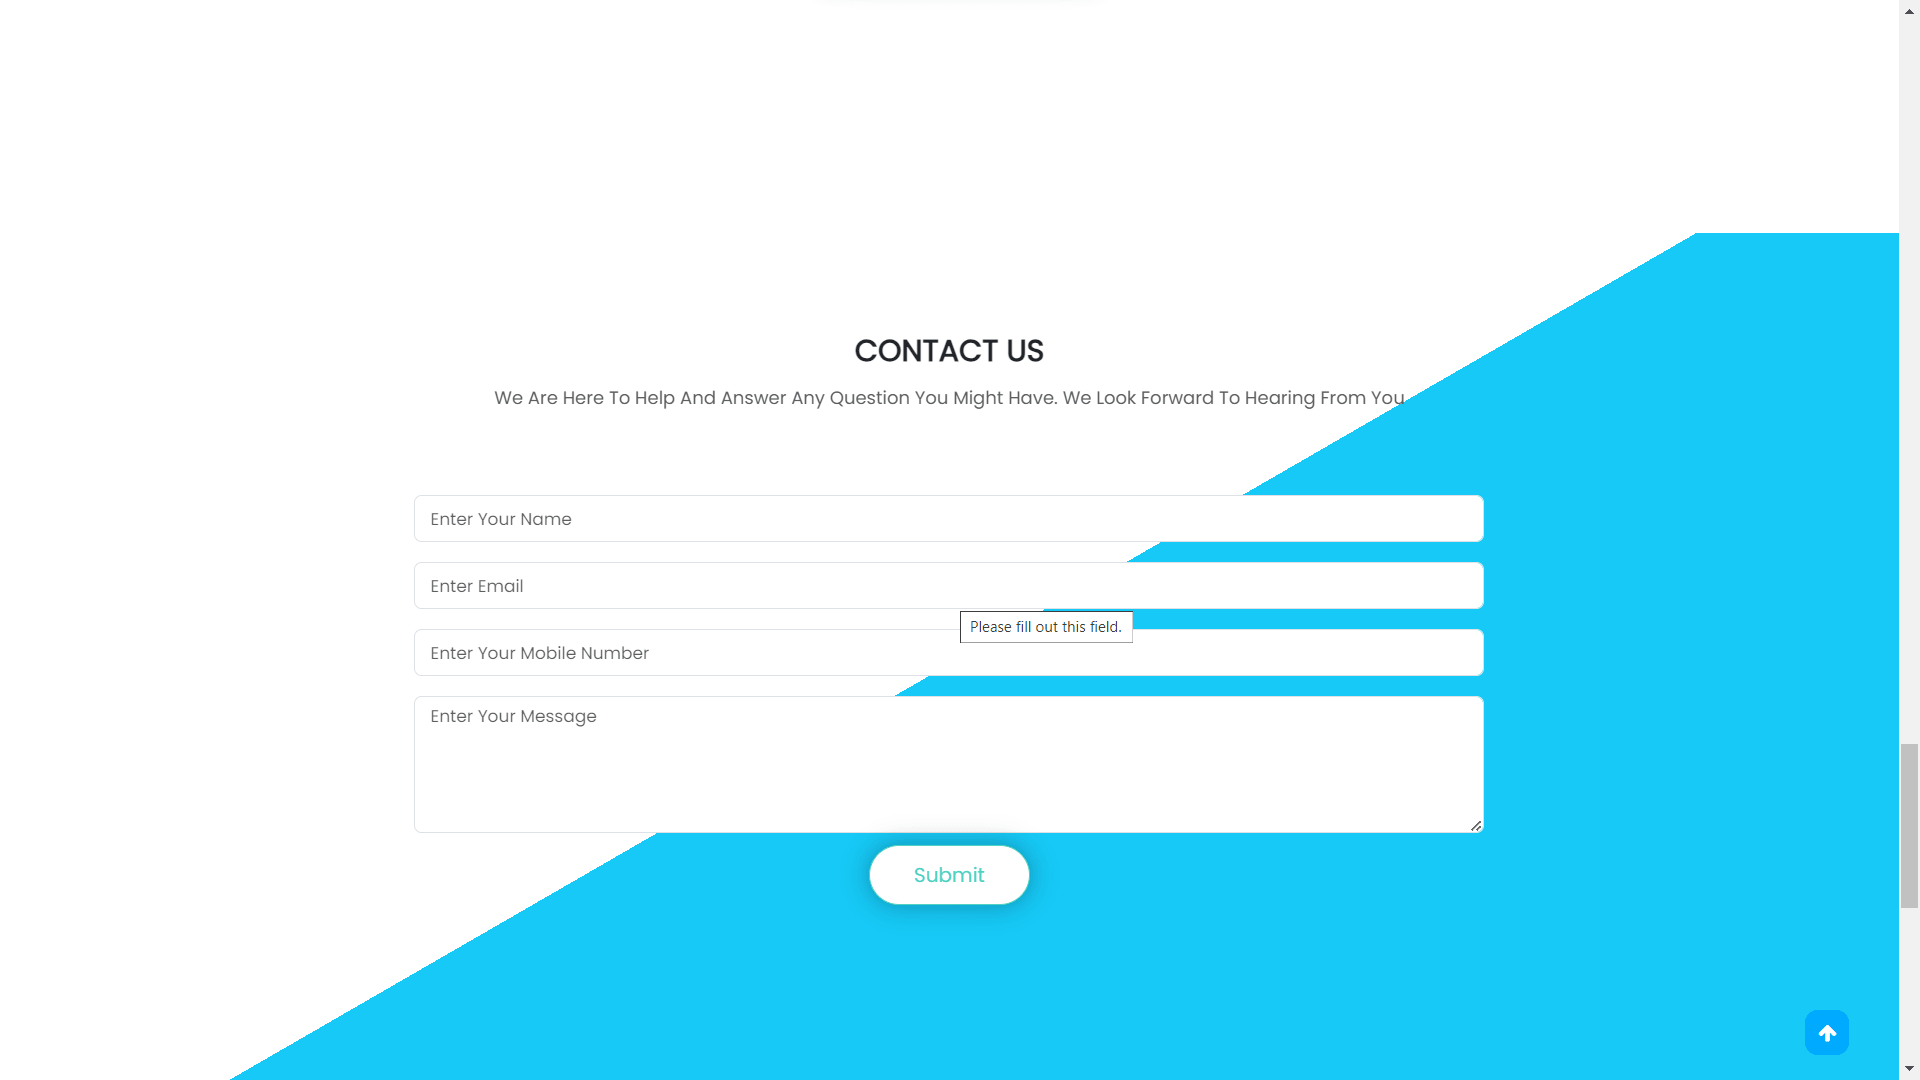 CONTACT US
We Are Here To Help And Answer Any Question You Might Have. We Look Forward To Hearing From You
Enter Your Name
Enter Email
Please fill out this field.
Enter Your Mobile Number
Enter Your Message
Submit